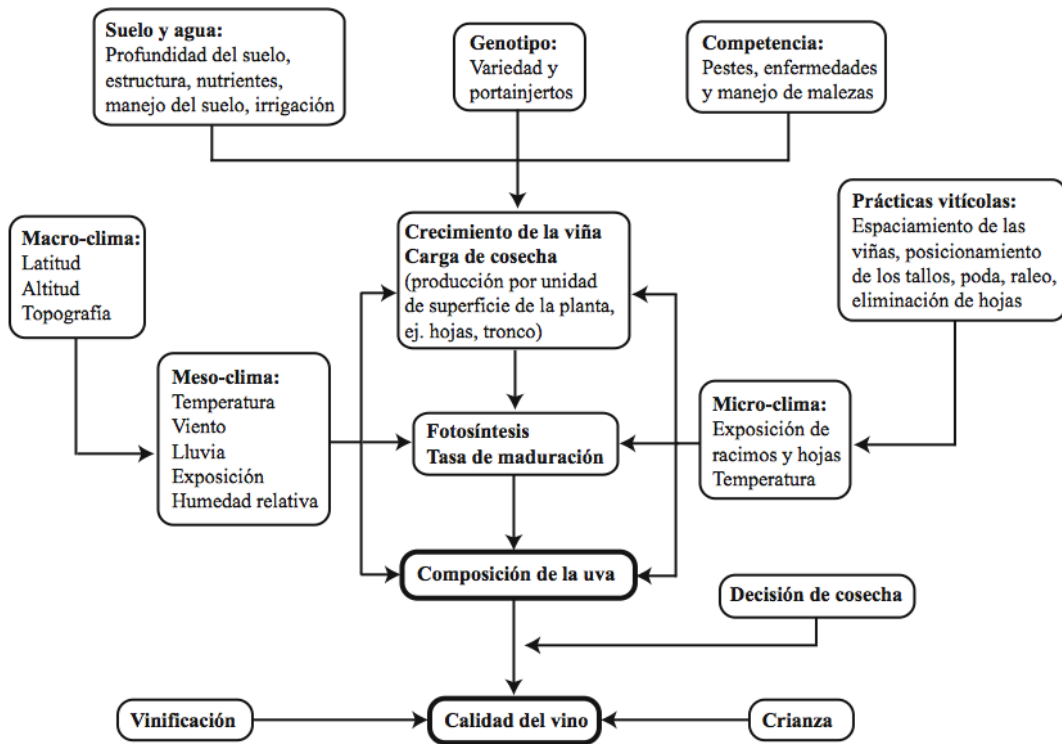 Suelo y agua:
Profundidad del suelo,
estructura, nutrientes,
manejo del suelo, irrigación
Genotipo:
Variedad y
portainjertos
Competencia:
Pestes, enfermedades
y manejo de malezas
Macro-clima:
Latitud
Altitud
Topografía
Crecimiento de la viña
Carga de cosecha
(producción por unidad
de superficie de la planta,
ej. hojas, tronco)
Prácticas vitícolas:
Espaciamiento de las
viñas, posicionamiento
de los tallos, poda, raleo,
eliminación de hojas
Meso-clima:
Temperatura
Viento
Lluvia
Exposición
Humedad relativa
Fotosíntesis
Tasa de maduración
Micro-clima:
Exposición de
racimos y hojas
Temperatura
Composición de la uva
Decisión de cosecha
Vinificación
Calidad del vino
Crianza